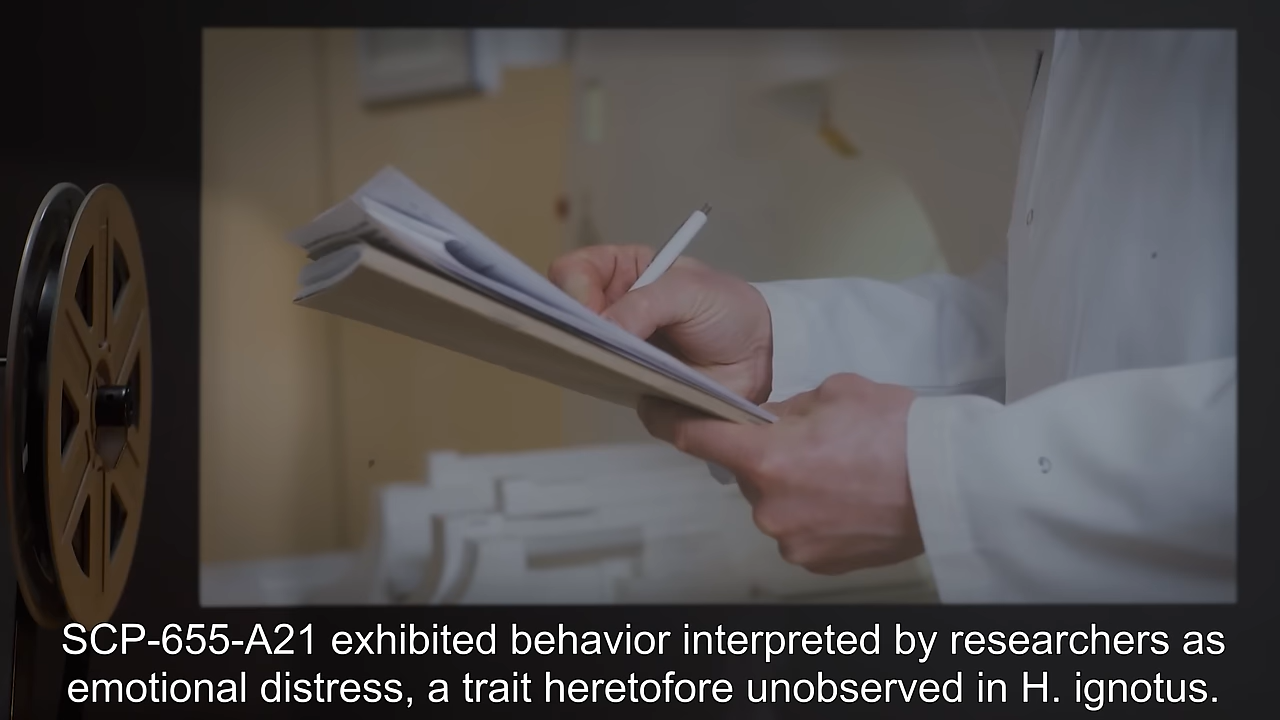 SCP-655-A21 exhibited behavior interpreted by researchers as
emotional distress, a trait heretofore unobserved in H. ignotus.